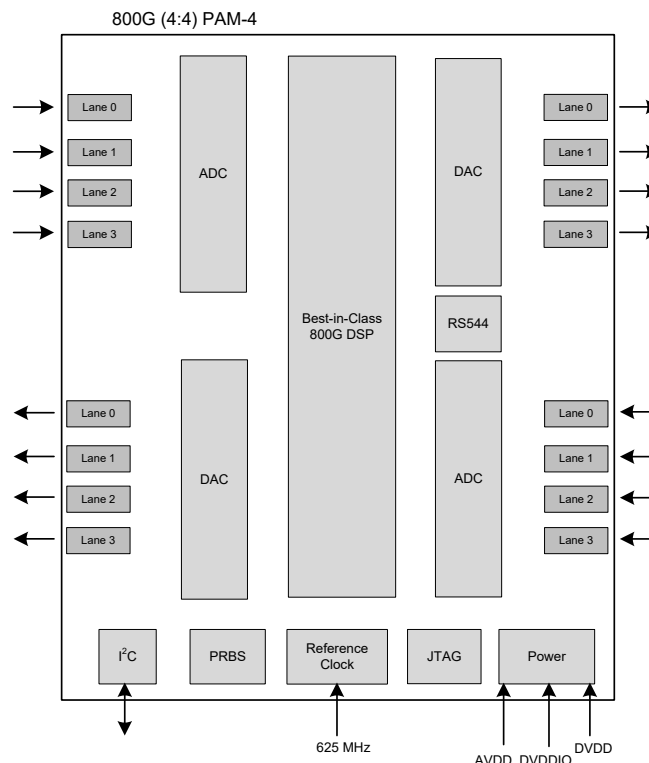 800G (4:4) PAM-4
Lane 0
Lane 1
Lane 2
Lane 3
ADC
Best-in-Class
800G DSP
DAC
Lane 0
Lane 1
Lane 2
Lane 3
RS544
Lane 0
Lane 1
Lane 2
Lane 3
DAC
ADC
Lane 0
Lane 1
Lane 2
Lane 3
I²C
PRBS
Reference
Clock
JTAG
Power
625 MHz
AVDD DVDDIO DVDD